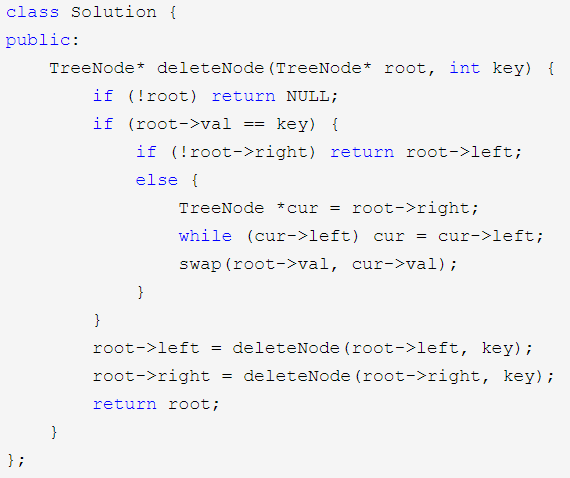 class Solution {
public:
    TreeNode* deleteNode(TreeNode* root, int key) {
        if (!root) return NULL;
        if (root->val == key) {
            if (!root->right) return root->left;
            else {
                TreeNode *cur = root->right;
                while (cur->left) cur = cur->left;
                swap(root->val, cur->val);
            }
        }
        root->left = deleteNode(root->left, key);
        root->right = deleteNode(root->right, key);
        return root;
    }
};